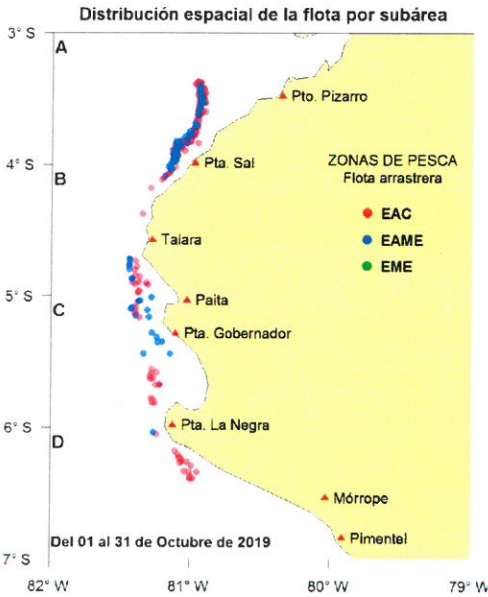 Distribución espacial de la flota por subárea
3° S
A
Pto. Pizarro
4° S
Pta. Sal
B
ZONAS DE PESCA
Flota arrastrera
EAC
EAME
EME
Talara
5° S
Paita
C
Pta. Gobernador
6° S
Pta. La Negra
D
Mórrope
Del 01 al 31 de Octubre de 2019
Pimentel
7° S
82° W
81° W
80° W
79° W